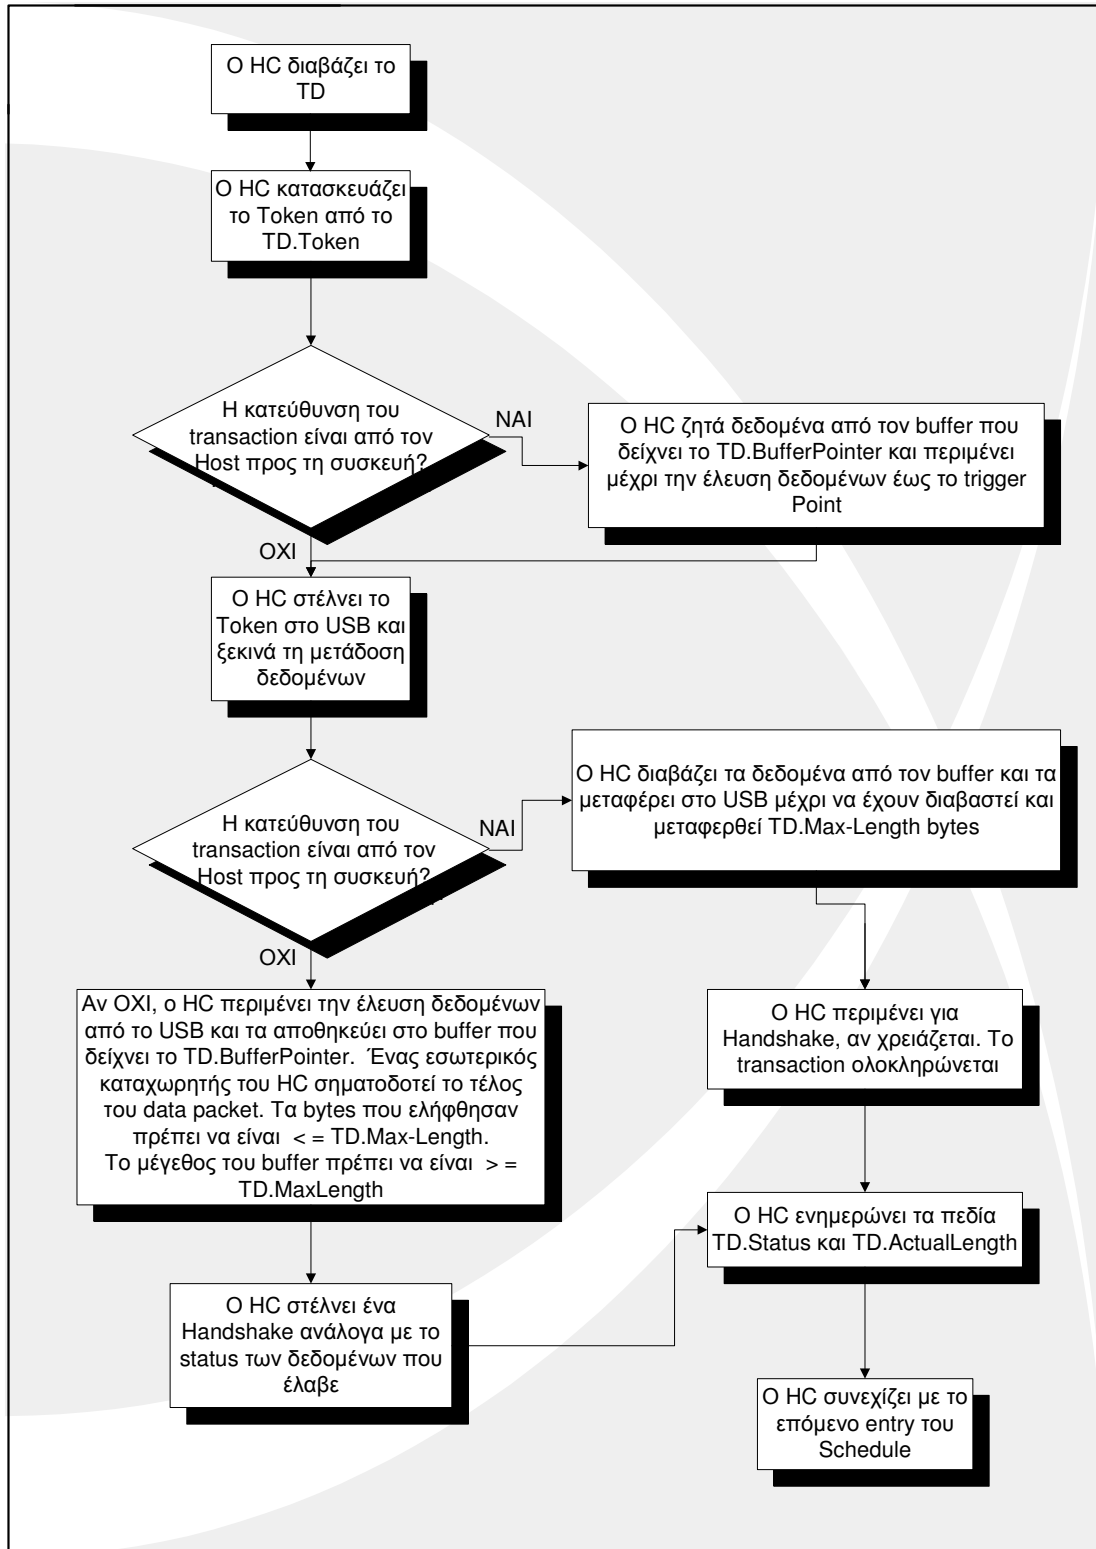 Ο HC διαβάζει το
TD
Ο HC κατασκευάζει
το Token από το
TD.Token
Η κατεύθυνση του
transaction είναι από τον
Host προς τη συσκευή?
ΝΑΙ
Ο HC ζητά δεδομένα από τον buffer που
δείχνει το TD.BufferPointer και περιμένει
μέχρι την έλευση δεδομένων έως το trigger
Point
ΟΧΙ
Ο HC στέλνει το
Token στο USB και
ξεκινά τη μετάδοση
δεδομένων
Η κατεύθυνση του
transaction είναι από τον
Host προς τη συσκευή?
ΝΑΙ
Ο HC διαβάζει τα δεδομένα από τον buffer και τα
μεταφέρει στο USB μέχρι να έχουν διαβαστεί και
μεταφερθεί TD.Max-Length bytes
ΟΧΙ
Αν ΟΧΙ, ο HC περιμένει την έλευση δεδομένων
από το USB και τα αποθηκεύει στο buffer που
δείχνει το TD.BufferPointer. Ένας εσωτερικός
καταχωρητής του HC σηματοδοτεί το τέλος
του data packet. Τα bytes που ελήφθησαν
πρέπει να είναι < = TD.Max-Length.
Το μέγεθος του buffer πρέπει να είναι > =
TD.MaxLength
Ο HC περιμένει για
Handshake, αν χρειάζεται. Το
transaction ολοκληρώνεται
Ο HC ενημερώνει τα πεδία
TD.Status και TD.ActualLength
Ο HC στέλνει ένα
Handshake ανάλογα με το
status των δεδομένων που
έλαβε
Ο HC συνεχίζει με το
επόμενο entry του
Schedule